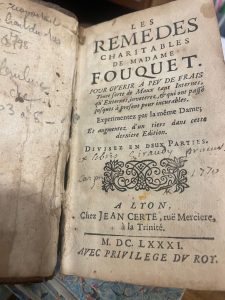 LES
REMEDES
CHARITABLES
DE MADAME
FOUQUET.
POUR GUERIR A PEU DE FRAIS
Toute sorte de Maux tant Internes,
qu'Externes, inveterez, & qui ont passé
jusques à present pour incurables.
Experimentez par la même Dame;
Et augmentez d'un tiers dans cette
derniere Edition.
DIVISEZ EN DEUX PARTIES.
1710
A LYON,
Chez JEAN CERTE, ruë Merciere,
à la Trinité.
M. DC. LXXXI.
AVEC PRIVILEGE DU ROY.